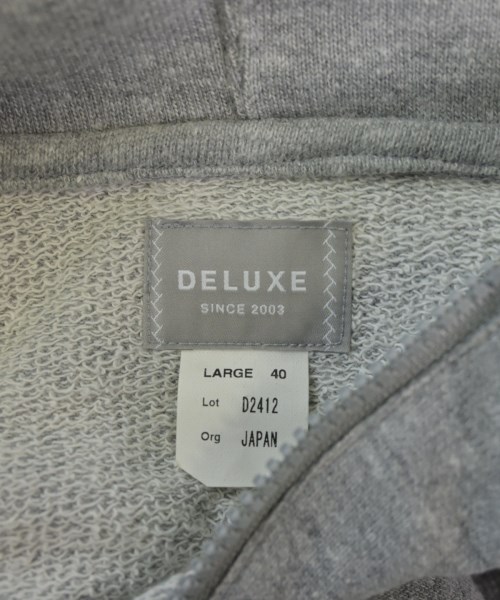 DELUXE
SINCE 2003
LARGE 40
Lot D2412
Org JAPAN